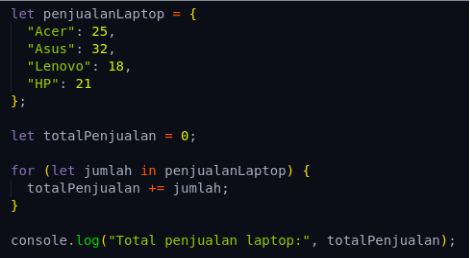 let penjualanLaptop = {
  "Acer": 25,
  "Asus": 32,
  "Lenovo": 18,
  "HP": 21
};

let totalPenjualan = 0;

for (let jumlah in penjualanLaptop) {
  totalPenjualan += jumlah;
}

console.log("Total penjualan laptop:", totalPenjualan);